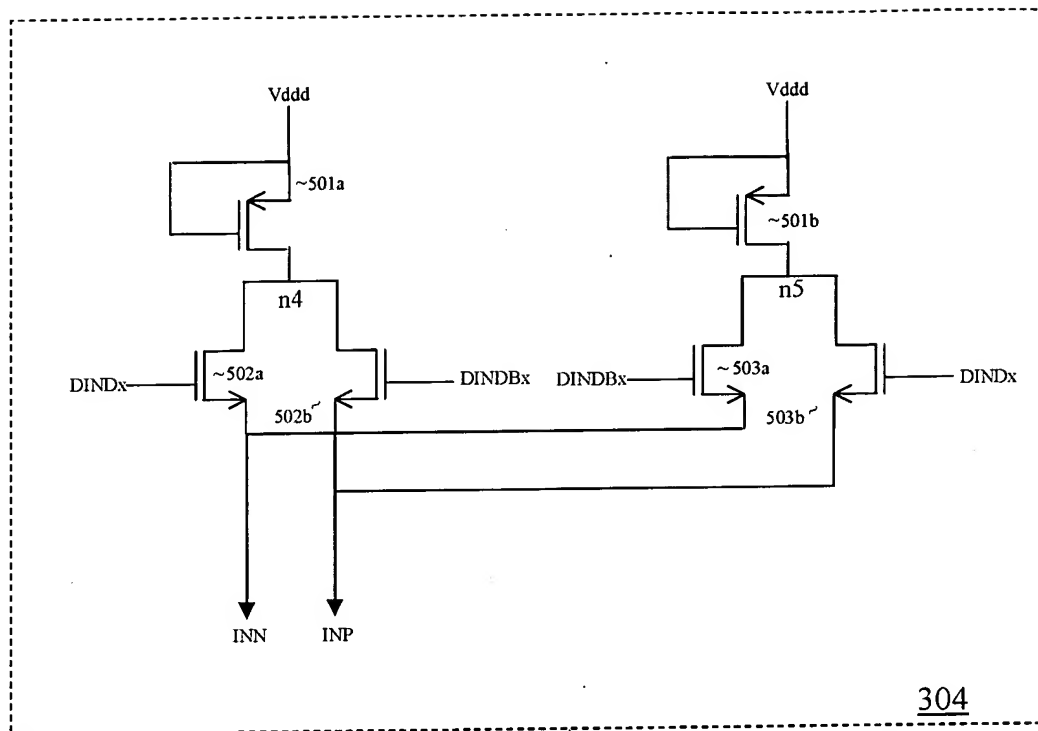 Vddd
Vddd
~501a
~501b
n4
n5
DINDx
~502a
DINDBx
DINDBx
~503a
DINDx
502b~
503b~
INN
INP
304